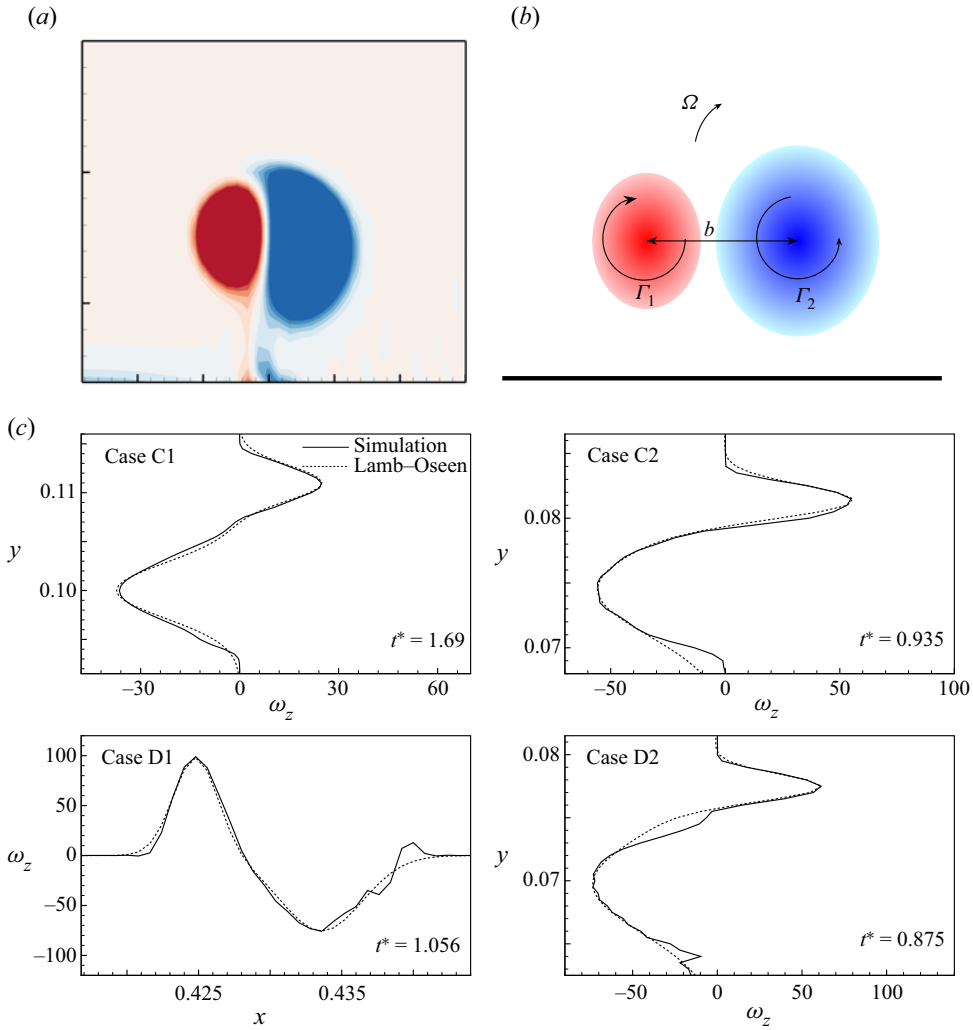 (a)
(b)
Ω
b
Γ1
Γ2
(c)
Case C1
Simulation
Lamb–Oseen
0.11
y
0.10
t* = 1.69
–30 0 30 60
ωz
Case C2
0.08
y
0.07
t* = 0.935
–50 0 50 100
ωz
Case D1
100
50
ωz
0
–50
–100
t* = 1.056
0.425 0.435
x
Case D2
0.08
y
0.07
t* = 0.875
–50 0 50 100
ωz